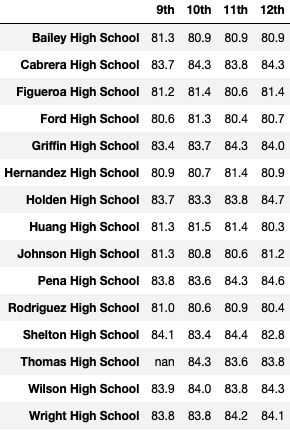 9th 10th 11th 12th
Bailey High School 81.3 80.9 80.9 80.9
Cabrera High School 83.7 84.3 83.8 84.3
Figueroa High School 81.2 81.4 80.6 81.4
Ford High School 80.6 81.3 80.4 80.7
Griffin High School 83.4 83.7 84.3 84.0
Hernandez High School 80.9 80.7 81.4 80.9
Holden High School 83.7 83.3 83.8 84.7
Huang High School 81.3 81.5 81.4 80.3
Johnson High School 81.3 80.8 80.6 81.2
Pena High School 83.8 83.6 84.3 84.6
Rodriguez High School 81.0 80.6 80.9 80.4
Shelton High School 84.1 83.4 84.4 82.8
Thomas High School nan 84.3 83.6 83.8
Wilson High School 83.9 84.0 83.8 84.3
Wright High School 83.8 83.8 84.2 84.1